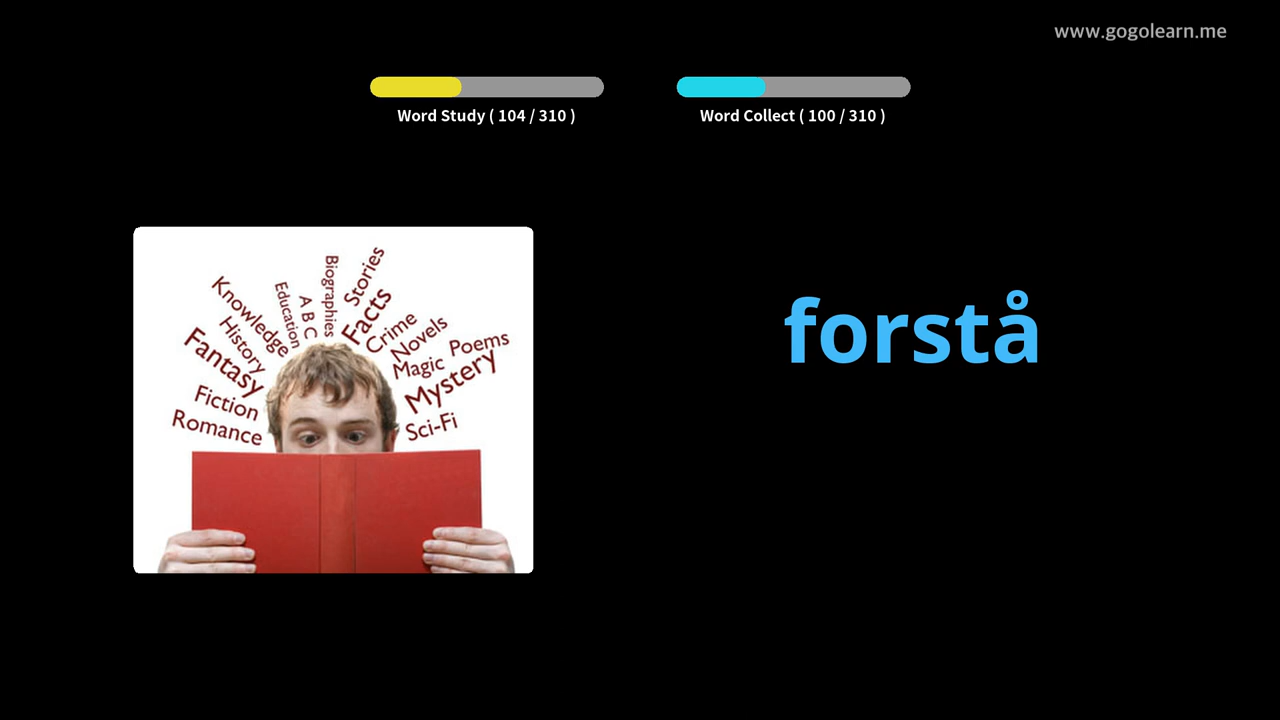 www.gogolearn.me
Word Study ( 104 / 310 )
Word Collect ( 100 / 310 )
forstå
Biographies
Stories
Knowledge
Education
A B C
Facts
History
Crime
Novels
Fantasy
Magic
Poems
Mystery
Fiction
Romance
Sci-Fi